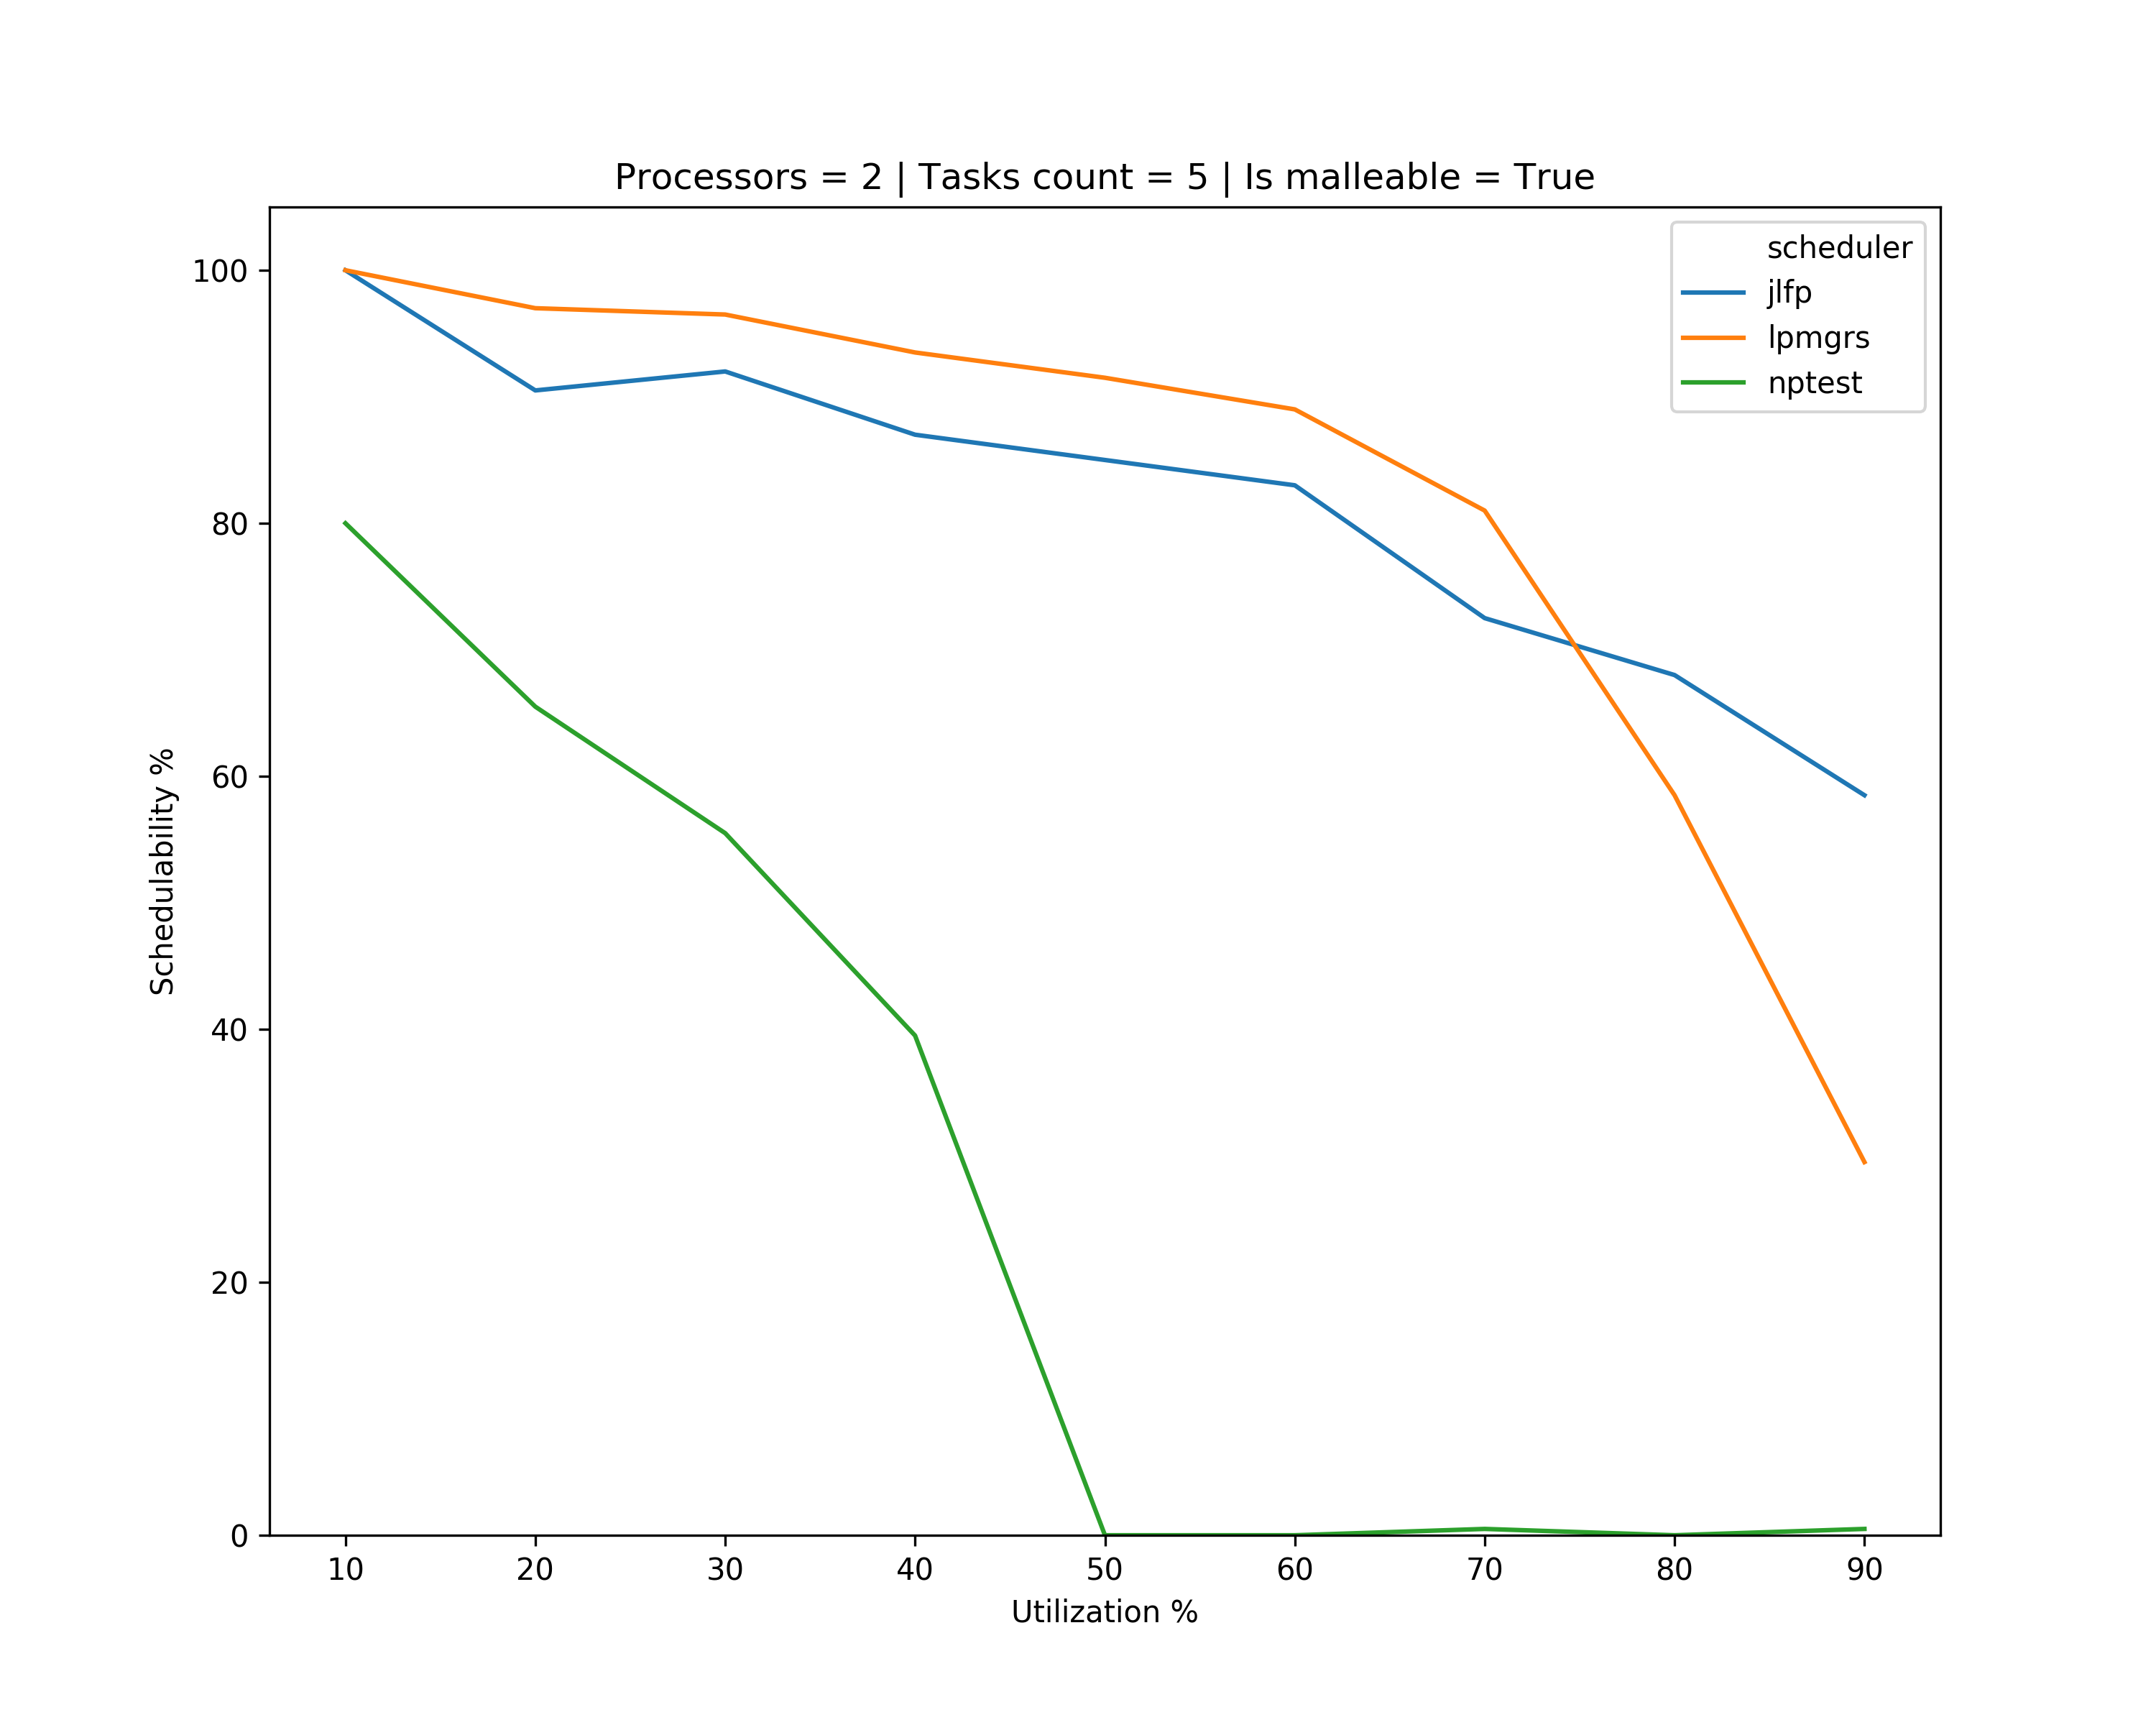 Processors = 2 | Tasks count = 5 | Is malleable = True
scheduler
jlfp
lpmgrs
nptest
Schedulability %
100
80
60
40
20
0
10 20 30 40 50 60 70 80 90
Utilization %